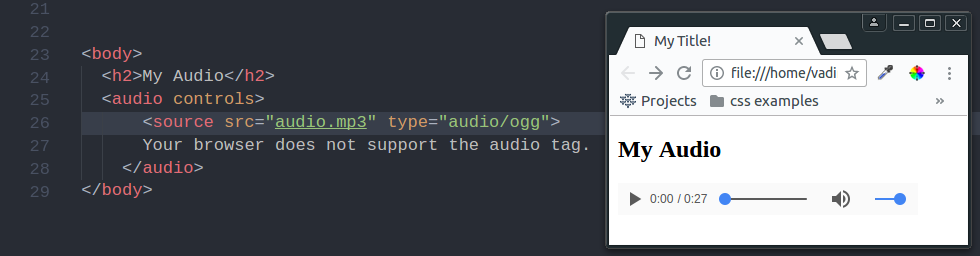 21
22
23 <body>
24 <h2>My Audio</h2>
25 <audio controls>
26 <source src="audio.mp3" type="audio/ogg">
27 Your browser does not support the audio tag.
28 </audio>
29 </body>
My Title!
file:///home/vadi
Projects css examples »
My Audio
0:00 / 0:27